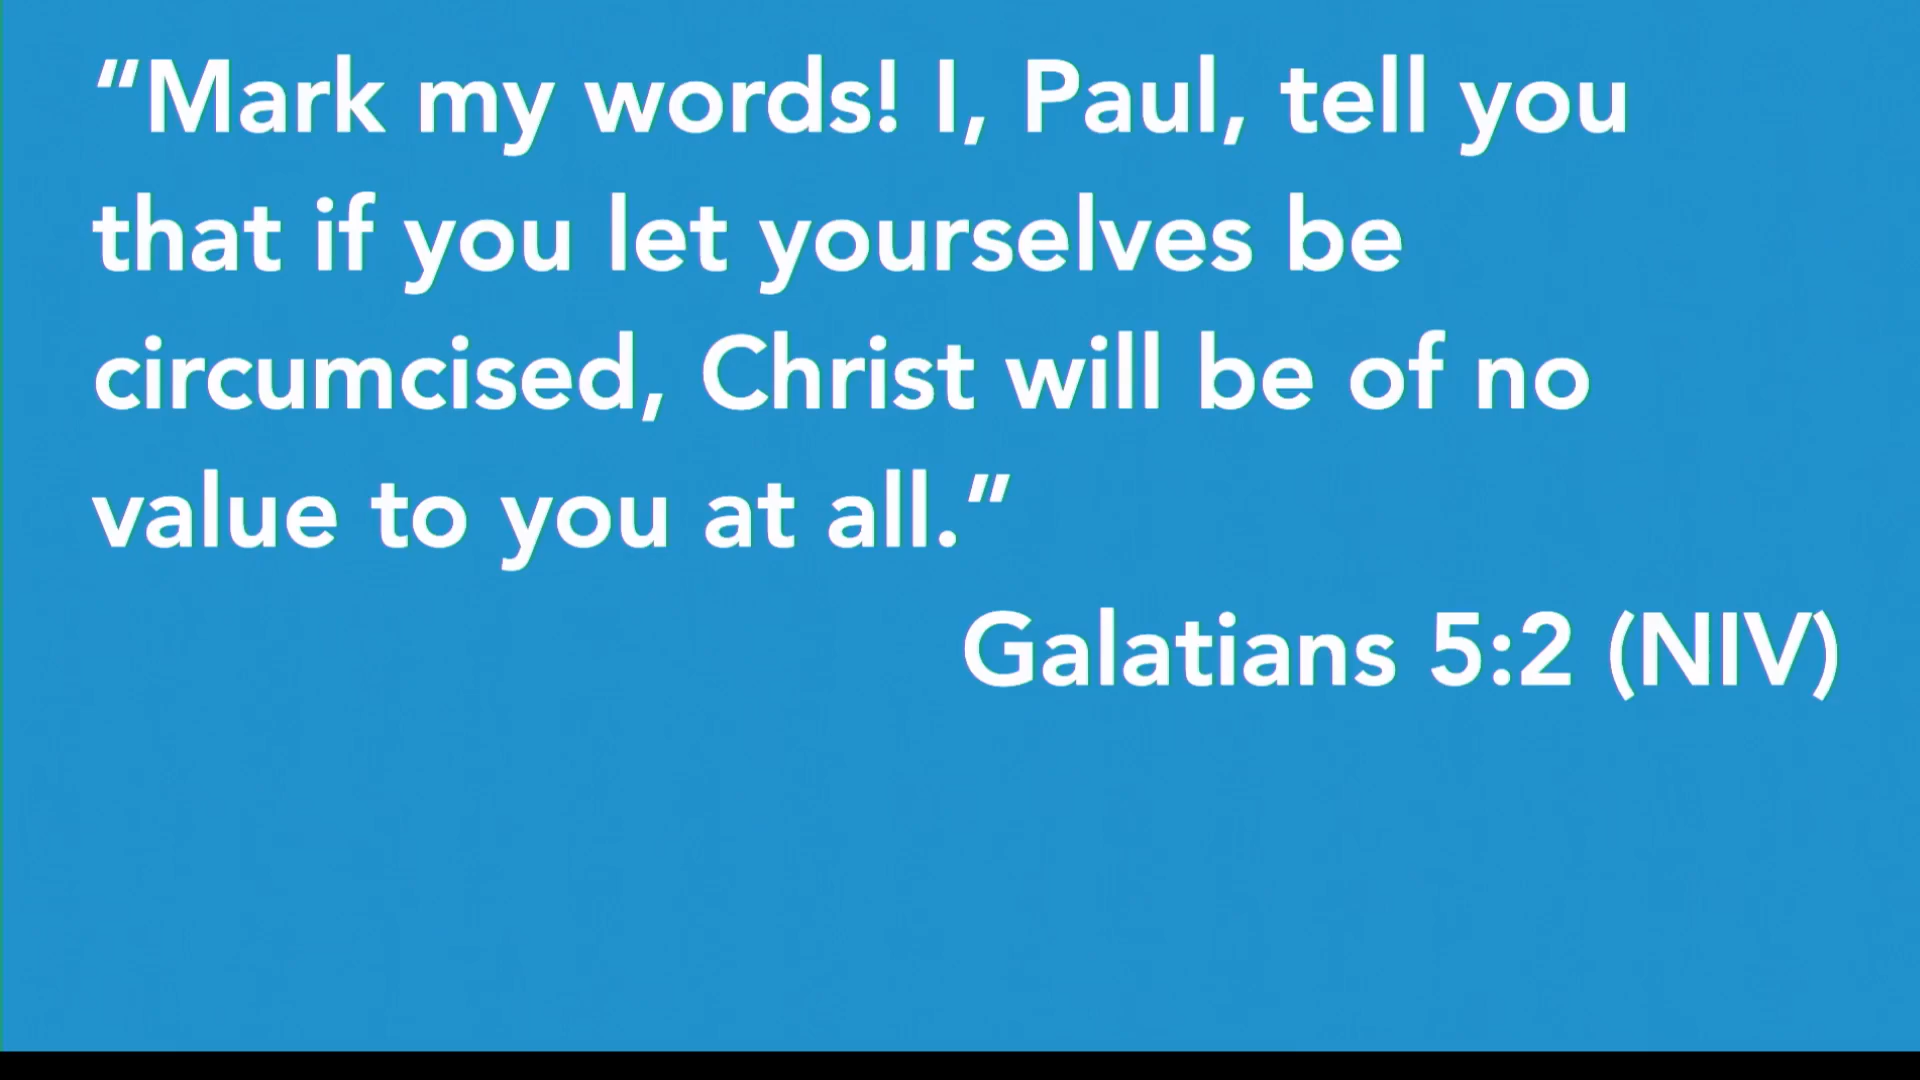 “Mark my words! I, Paul, tell you
that if you let yourselves be
circumcised, Christ will be of no
value to you at all.”
Galatians 5:2 (NIV)